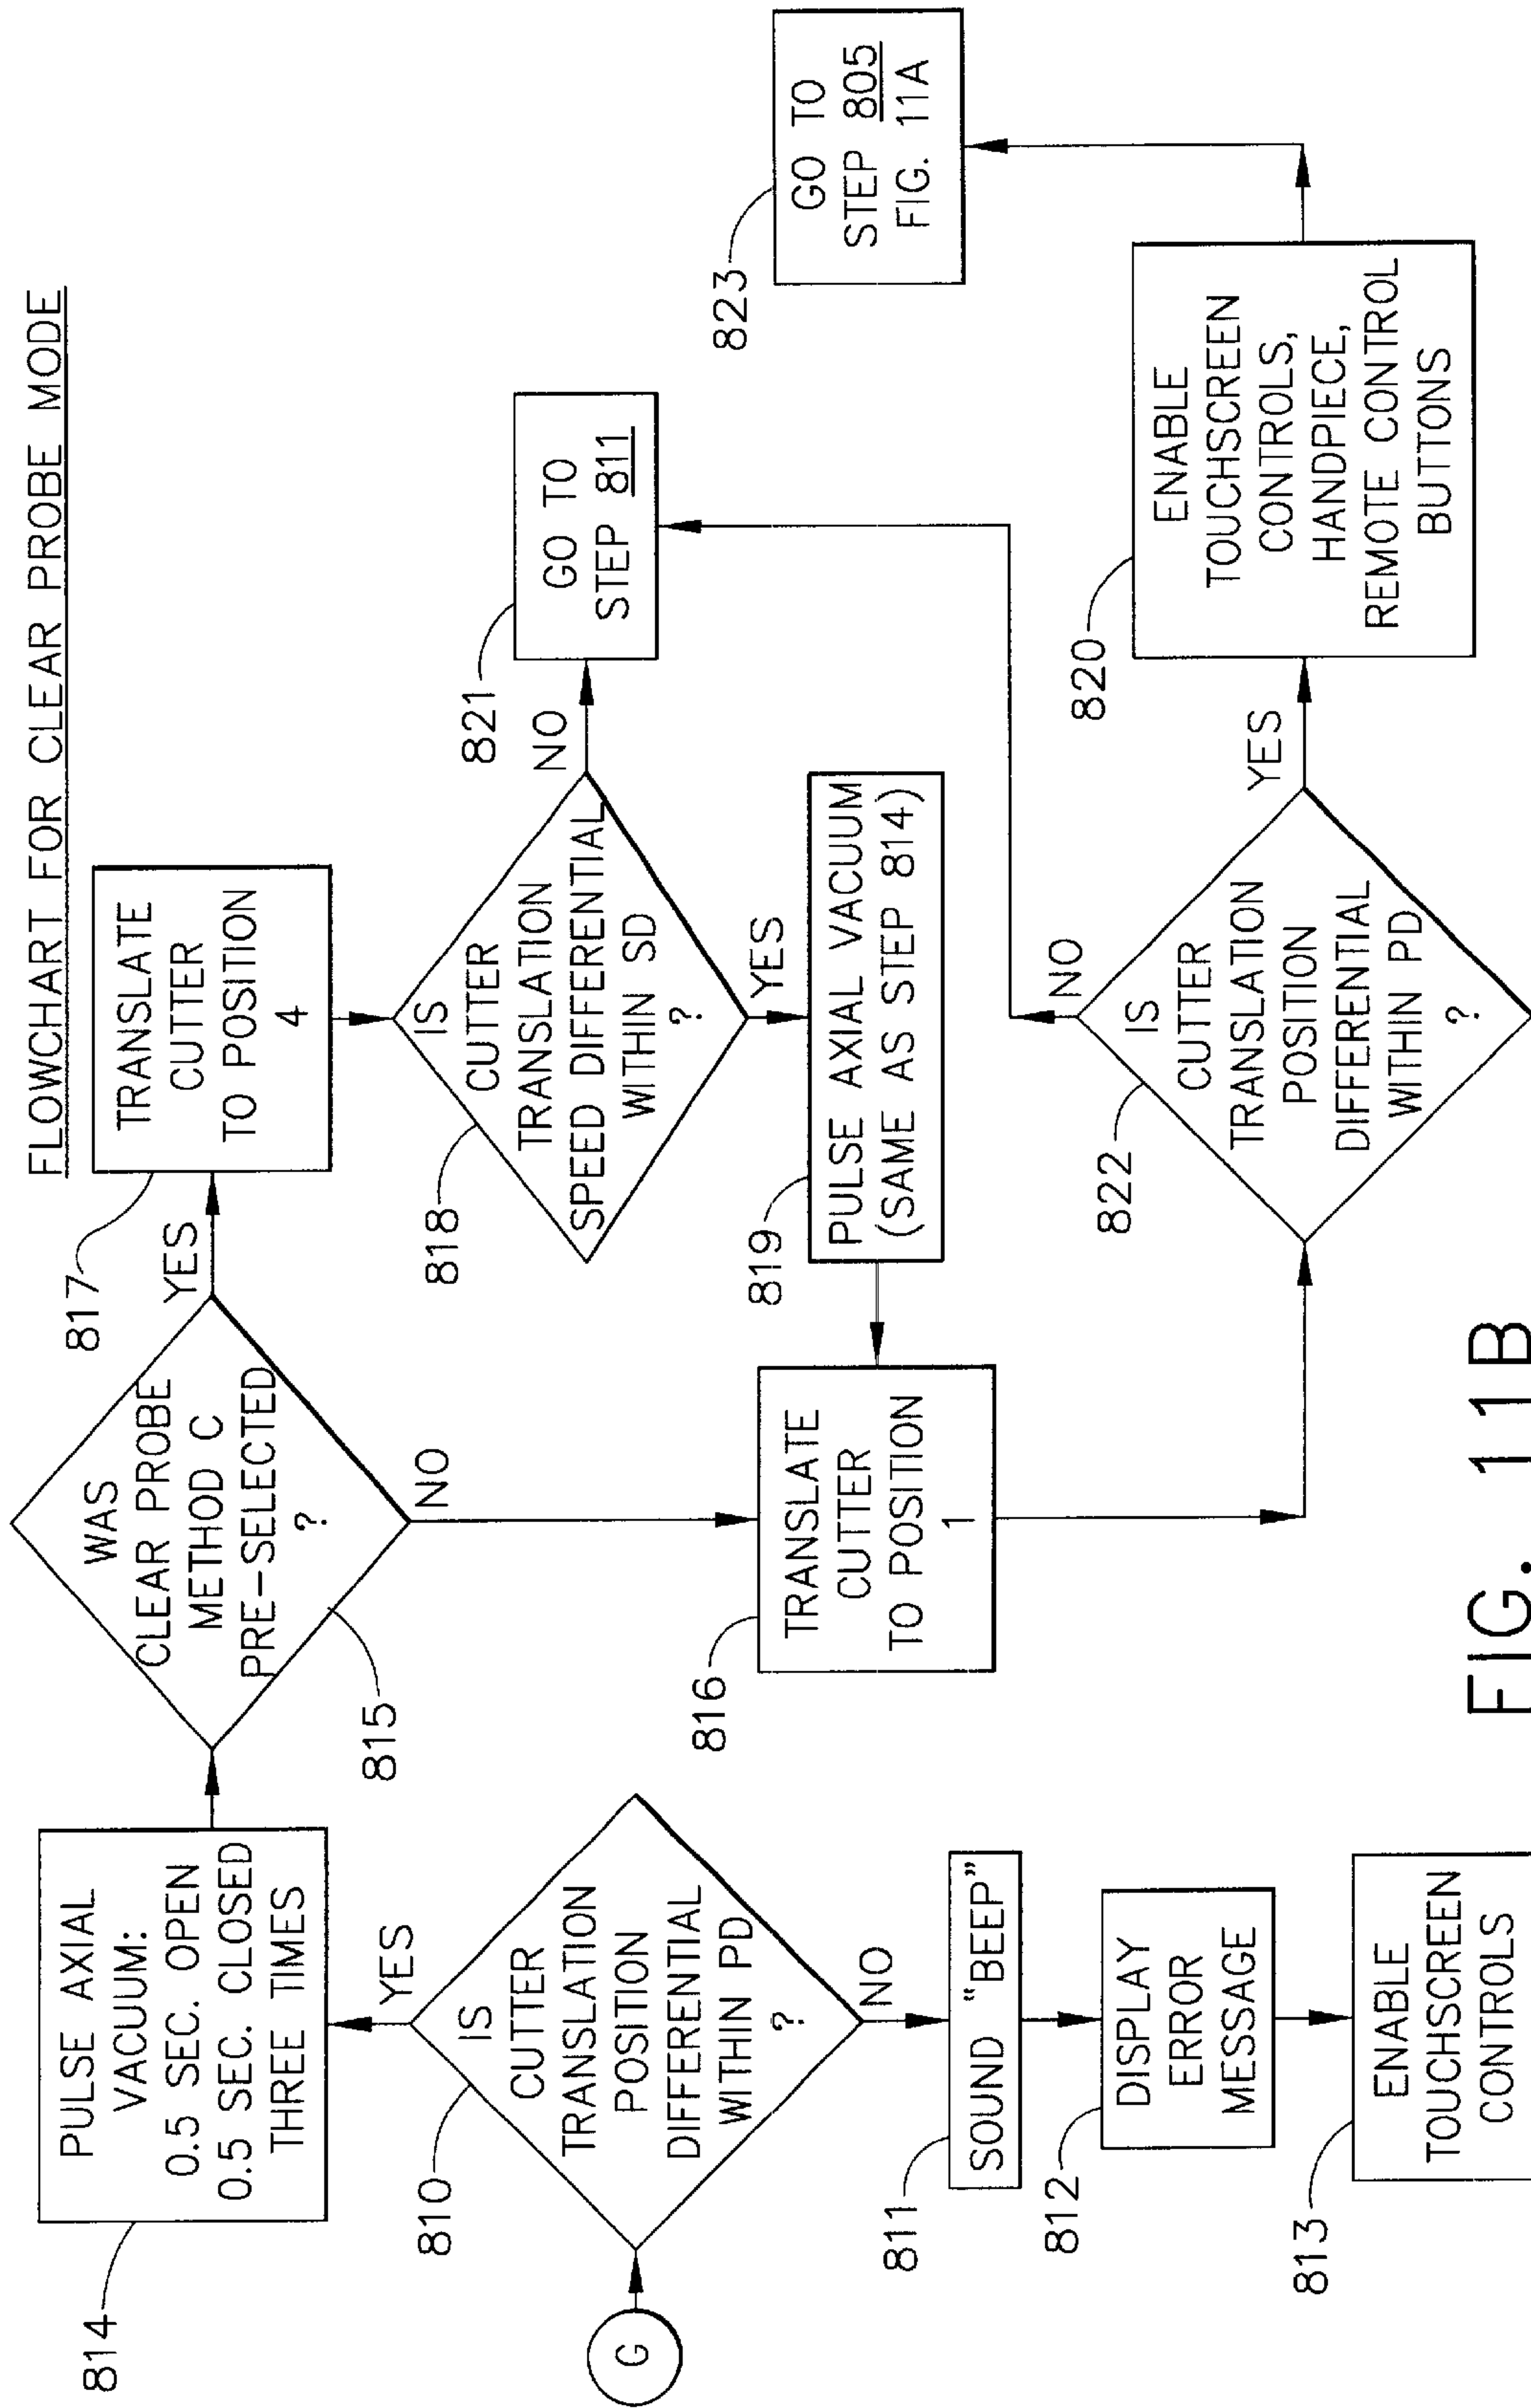 FLOWCHART FOR CLEAR PROBE MODE
814
PULSE AXIAL
VACUUM:
0.5 SEC. OPEN
0.5 SEC. CLOSED
THREE TIMES
815
WAS
CLEAR PROBE
METHOD C
PRE-SELECTED
?
YES
NO
817
TRANSLATE
CUTTER
TO POSITION
4
YES
G
810
IS
CUTTER
TRANSLATION
POSITION
DIFFERENTIAL
WITHIN PD
?
NO
818
IS
CUTTER
TRANSLATION
SPEED DIFFERENTIAL
WITHIN SD
?
NO
YES
821
GO TO
STEP 811
811
SOUND "BEEP"
812
DISPLAY
ERROR
MESSAGE
813
ENABLE
TOUCHSCREEN
CONTROLS
816
TRANSLATE
CUTTER
TO POSITION
1
819
PULSE AXIAL VACUUM
(SAME AS STEP 814)
822
IS
CUTTER
TRANSLATION
POSITION
DIFFERENTIAL
WITHIN PD
?
NO
YES
820
ENABLE
TOUCHSCREEN
CONTROLS,
HANDPIECE,
REMOTE CONTROL
BUTTONS
823
GO TO
STEP 805
FIG. 11A
FIG. 11B